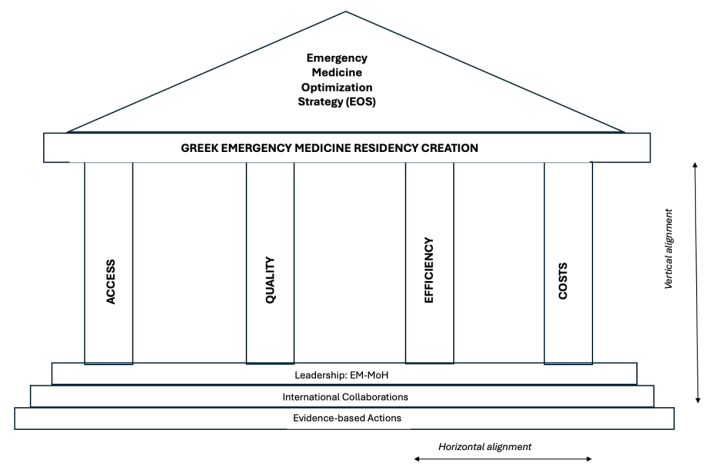 Emergency
Medicine
Optimization
Strategy (EOS)
GREEK EMERGENCY MEDICINE RESIDENCY CREATION
ACCESS
QUALITY
EFFICIENCY
COSTS
Vertical alignment
Leadership: EM-MoH
International Collaborations
Evidence-based Actions
Horizontal alignment